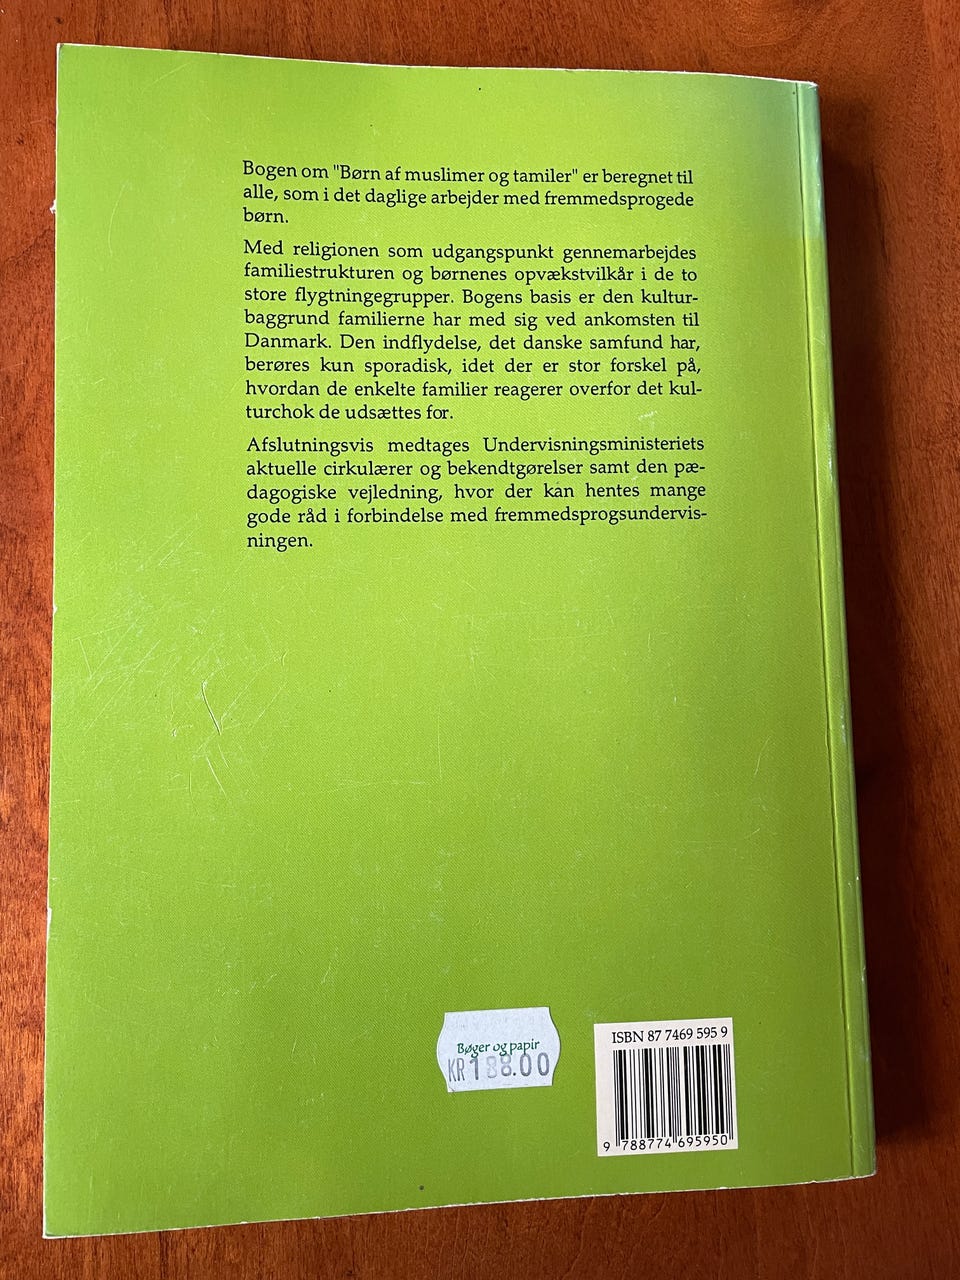 Bogen om "Børn af muslimer og tamiler" er beregnet til
alle, som i det daglige arbejder med fremmedsprogede
børn.
Med religionen som udgangspunkt gennemarbejdes
familiestrukturen og børnenes opvækstvilkår i de to
store flygtningegrupper. Bogens basis er den kultur-
baggrund familierne har med sig ved ankomsten til
Danmark. Den indflydelse, det danske samfund har,
berøres kun sporadisk, idet der er stor forskel på,
hvordan de enkelte familier reagerer overfor det kul-
turchok de udsættes for.
Afslutningsvis medtages Undervisningsministeriets
aktuelle cirkulærer og bekendtgørelser samt den pæ-
dagogiske vejledning, hvor der kan hentes mange
gode råd i forbindelse med fremmedsprogsundervis-
ningen.
Bøger og papir
KR 188.00
ISBN 87 7469 595 9
9 788774 695950